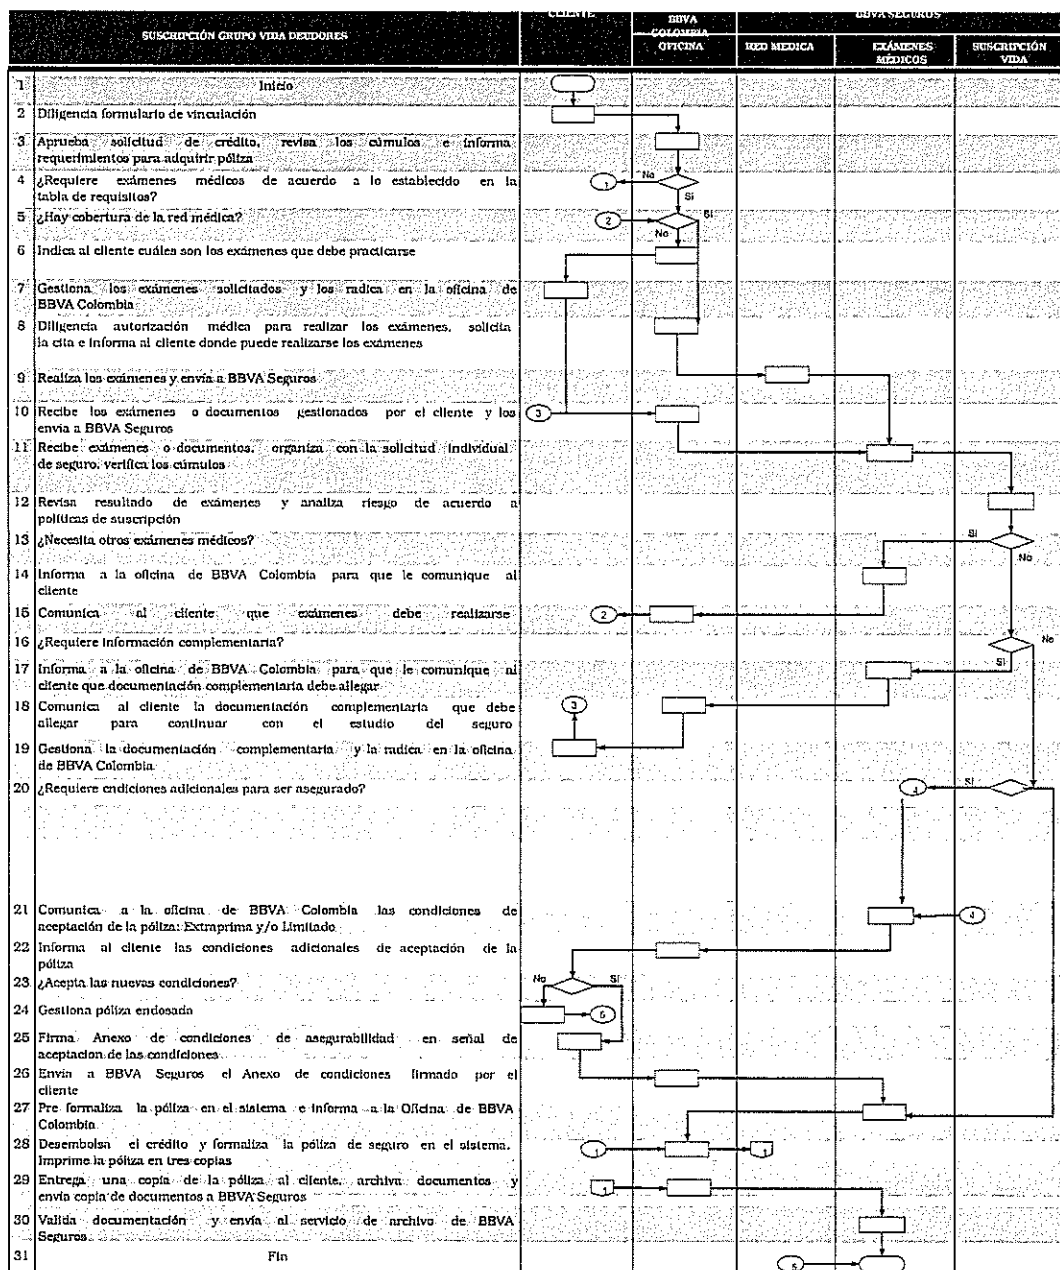 SUSCRIPCIÓN GRUPO VIDA DEUDORES
CLIENTE
BBVA
COLOMBIA
OFICINA
BBVA SEGUROS
RED MEDICA
EXÁMENES
MÉDICOS
SUSCRIPCIÓN
VIDA
1 Inicio
2 Diligencia formulario de vinculación
3 Aprueba solicitud de crédito, revisa los cúmulos e informa
requerimientos para adquirir póliza
4 ¿Requiere exámenes médicos de acuerdo a lo establecido en la
tabla de requisitos?
No
1
Si
5 ¿Hay cobertura de la red médica?
2
Si
No
6 Indica al cliente cuáles son los exámenes que debe practicarse
7 Gestiona los exámenes solicitados y los radica en la oficina de
BBVA Colombia
8 Diligencia autorización médica para realizar los exámenes, solicita
la cita e informa al cliente donde puede realizarse los exámenes
9 Realiza los exámenes y envía a BBVA Seguros
10 Recibe los exámenes o documentos gestionados por el cliente y los
envia a BBVA Seguros
3
11 Recibe exámenes o documentos, organiza con la solicitud individual
de seguro, verifica los cúmulos
12 Revisa resultado de exámenes y analiza riesgo de acuerdo a
políticas de suscripción
13 ¿Necesita otros exámenes médicos?
Si
No
14 Informa a la oficina de BBVA Colombia para que le comunique al
cliente
15 Comunica al cliente que exámenes debe realizarse
2
16 ¿Requiere información complementaria?
No
Si
17 Informa a la oficina de BBVA Colombia para que le comunique al
cliente que documentación complementaria debe allegar
18 Comunica al cliente la documentación complementaria que debe
allegar para continuar con el estudio del seguro
3
19 Gestiona la documentación complementaria y la radica en la oficina
de BBVA Colombia
20 ¿Requiere endiciones adicionales para ser asegurado?
4
Si
21 Comunica a la oficina de BBVA Colombia las condiciones de
aceptación de la póliza: Extraprima y/o Limitado
4
22 Informa al cliente las condiciones adicionales de aceptación de la
póliza
23 ¿Acepta las nuevas condiciones?
No
Si
24 Gestiona póliza endosada
5
25 Firma Anexo de condiciones de asegurabilidad en señal de
aceptacion de las condiciones
26 Envía a BBVA Seguros el Anexo de condiciones firmado por el
cliente
27 Pre formaliza la póliza en el sistema e informa a la Oficina de BBVA
Colombia
28 Desembolsa el crédito y formaliza la póliza de seguro en el sistema.
Imprime la póliza en tres copias
1
1
29 Entrega una copia de la póliza al cliente, archiva documentos y
envía copia de documentos a BBVA Seguros
1
30 Valida documentación y envía al servicio de archivo de BBVA
Seguros
31 Fin
5